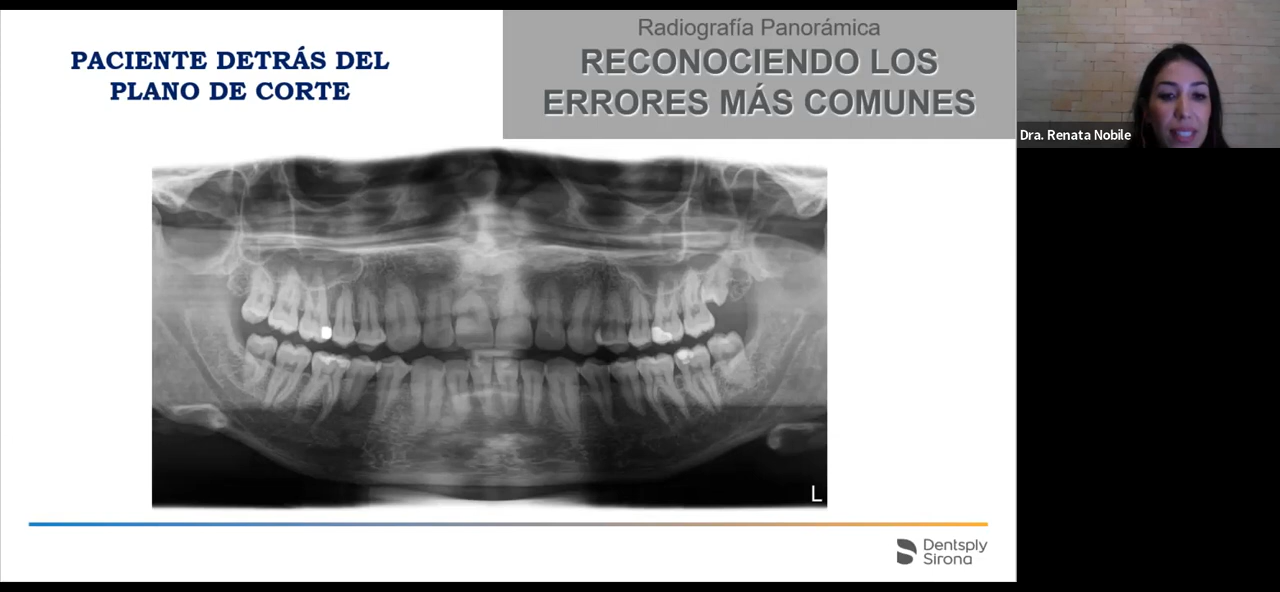 PACIENTE DETRÁS DEL
PLANO DE CORTE
Radiografía Panorámica
RECONOCIENDO LOS
ERRORES MÁS COMUNES
Dra. Renata Nobile
L
Dentsply
Sirona